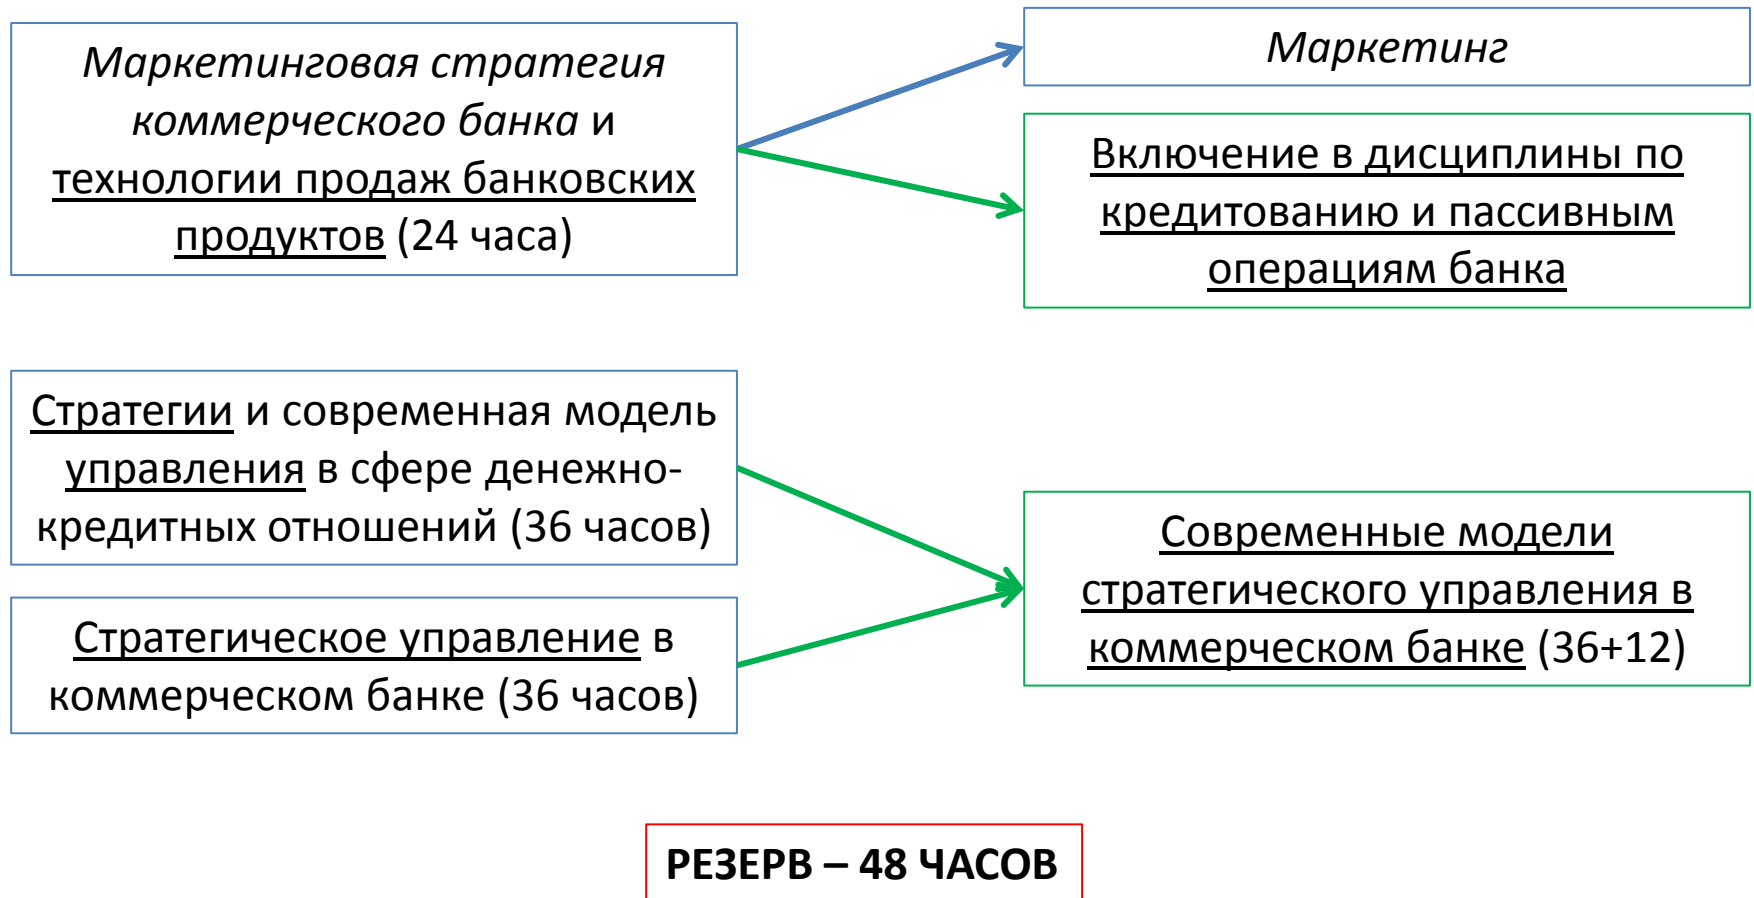 Маркетинговая стратегия
коммерческого банка и
технологии продаж банковских
продуктов (24 часа)
Маркетинг
Включение в дисциплины по
кредитованию и пассивным
операциям банка
Стратегии и современная модель
управления в сфере денежно-
кредитных отношений (36 часов)
Стратегическое управление в
коммерческом банке (36 часов)
Современные модели
стратегического управления в
коммерческом банке (36+12)
РЕЗЕРВ – 48 ЧАСОВ